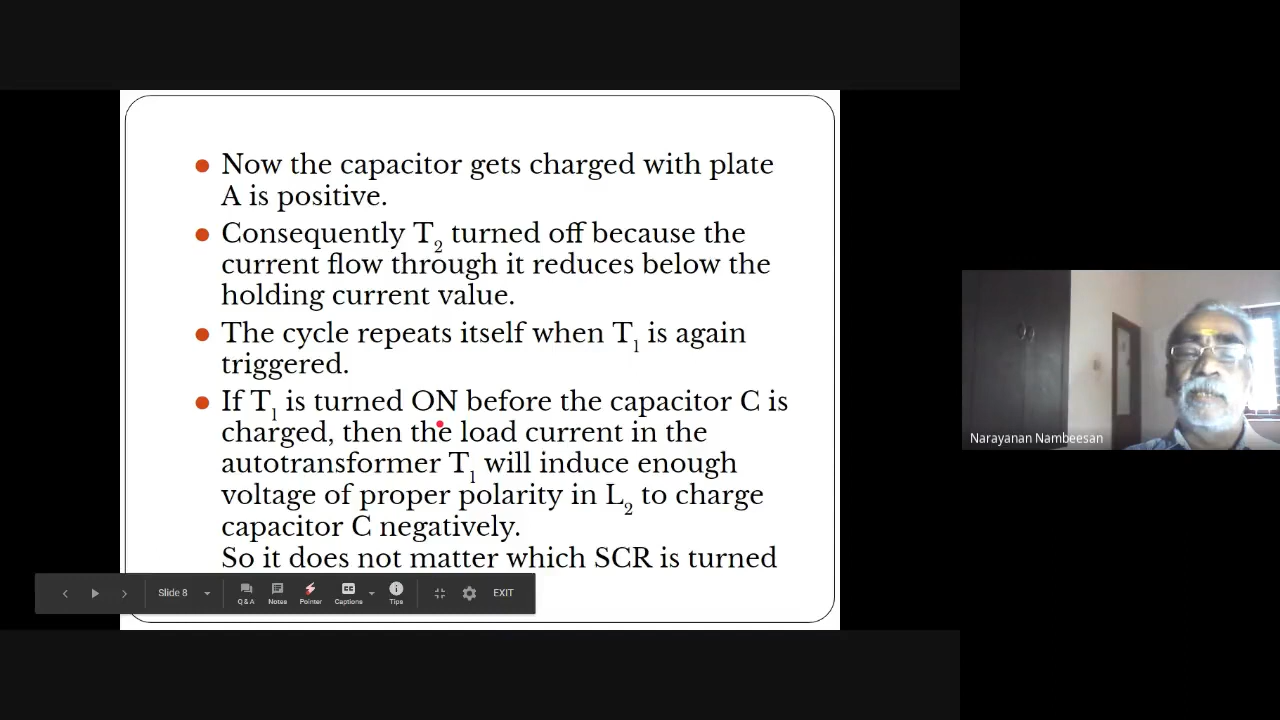 Now the capacitor gets charged with plate
A is positive.
Consequently T2 turned off because the
current flow through it reduces below the
holding current value.
The cycle repeats itself when T1 is again
triggered.
If T1 is turned ON before the capacitor C is
charged, then the load current in the
autotransformer T1 will induce enough
voltage of proper polarity in L2 to charge
capacitor C negatively.
So it does not matter which SCR is turned
Slide 8
Q & A
Notes
Pointer
CC
Captions
Tips
EXIT
Narayanan Nambeesan